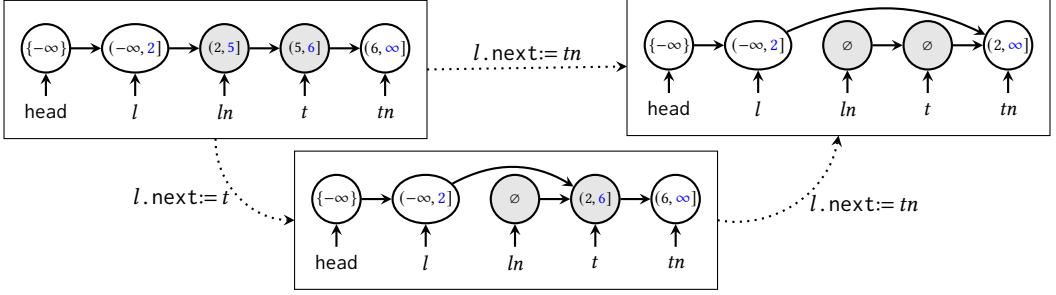 {−∞} (−∞, 2] (2, 5] (5, 6] (6, ∞]
head l ln t tn
l.next:= tn
{−∞} (−∞, 2] ∅ ∅ (2, ∞]
head l ln t tn
l.next:= t
{−∞} (−∞, 2] ∅ (2, 6] (6, ∞]
head l ln t tn
l.next:= tn